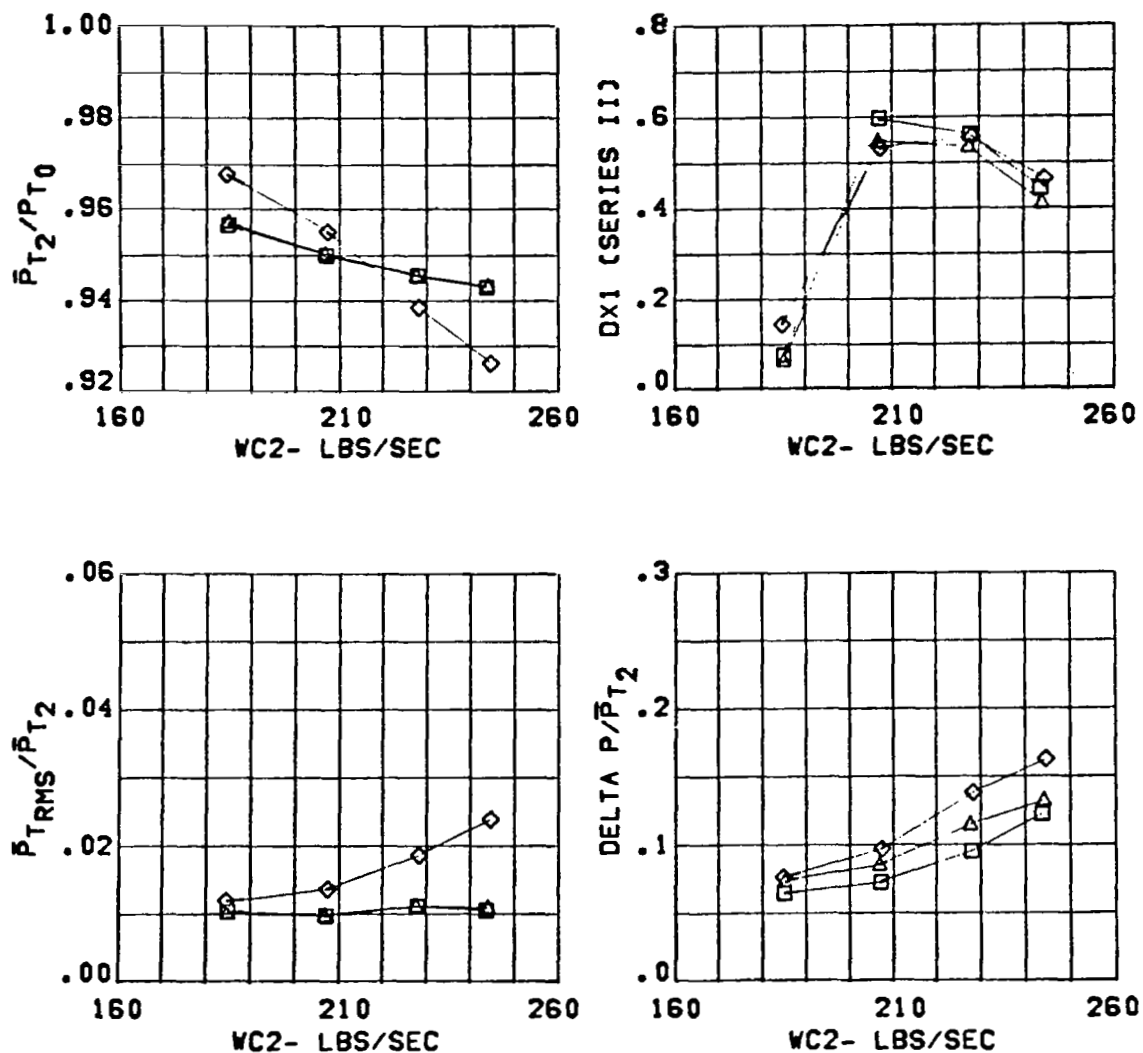 1.00
.98
.96
.94
.92
P̄T2/PT0
160 210 260
WC2- LBS/SEC
.8
.6
.4
.2
.0
DX1 (SERIES II)
160 210 260
WC2- LBS/SEC
.06
.04
.02
.00
P̄TRMS/P̄T2
160 210 260
WC2- LBS/SEC
.3
.2
.1
.0
DELTA P/P̄T2
160 210 260
WC2- LBS/SEC